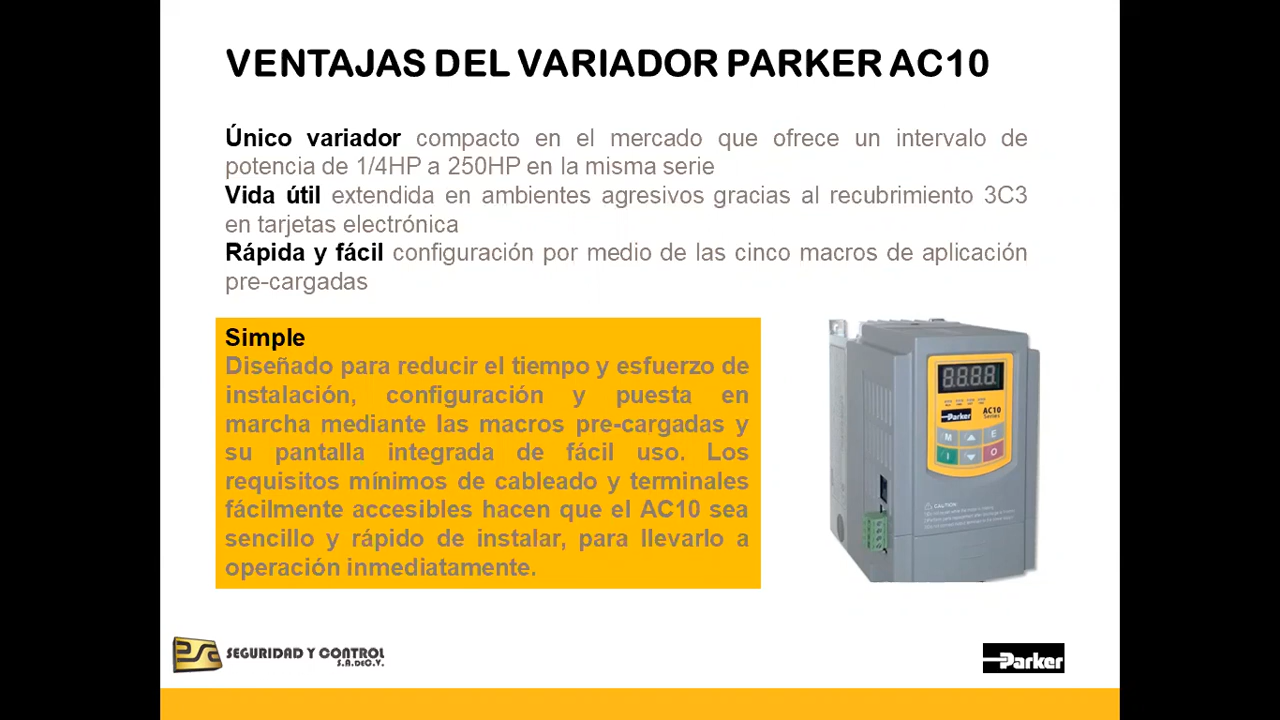 VENTAJAS DEL VARIADOR PARKER AC10
Único variador compacto en el mercado que ofrece un intervalo de
potencia de 1/4HP a 250HP en la misma serie
Vida útil extendida en ambientes agresivos gracias al recubrimiento 3C3
en tarjetas electrónica
Rápida y fácil configuración por medio de las cinco macros de aplicación
pre-cargadas
Simple
Diseñado para reducir el tiempo y esfuerzo de
instalación, configuración y puesta en
marcha mediante las macros pre-cargadas y
su pantalla integrada de fácil uso. Los
requisitos mínimos de cableado y terminales
fácilmente accesibles hacen que el AC10 sea
sencillo y rápido de instalar, para llevarlo a
operación inmediatamente.
8.8.8.8.
Parker AC10
Series
M E
I O
CAUTION
PSC SEGURIDAD Y CONTROL
S.A. DE C.V.
Parker